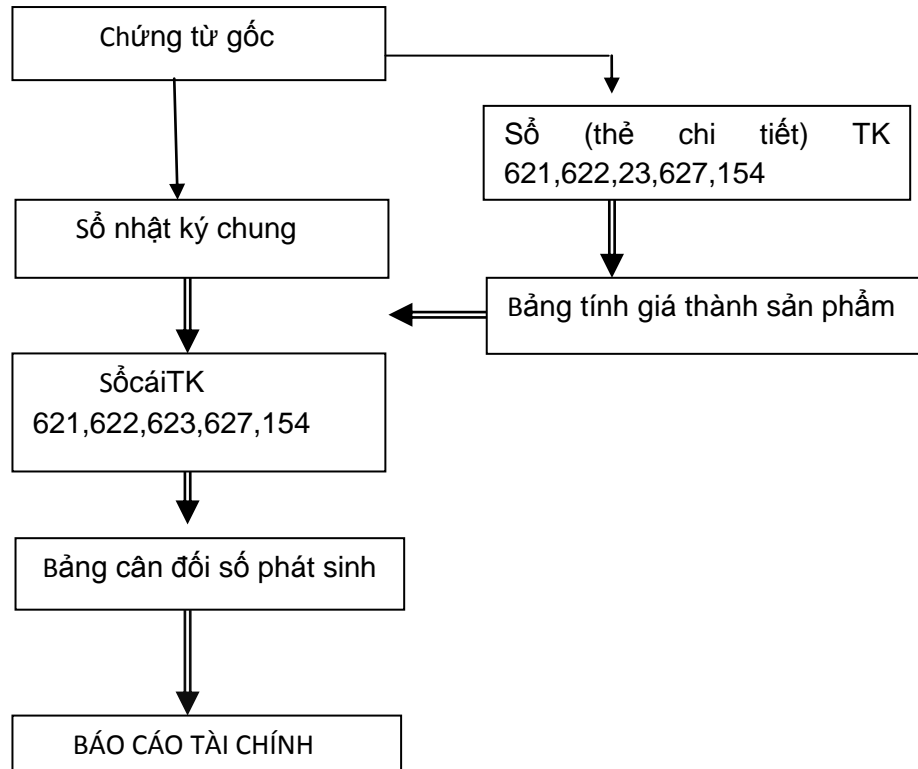 Chứng từ gốc
Sổ (thẻ chi tiết) TK
621,622,23,627,154
Sổ nhật ký chung
Bảng tính giá thành sản phẩm
SổcáiTK
621,622,623,627,154
Bảng cân đối số phát sinh
BÁO CÁO TÀI CHÍNH